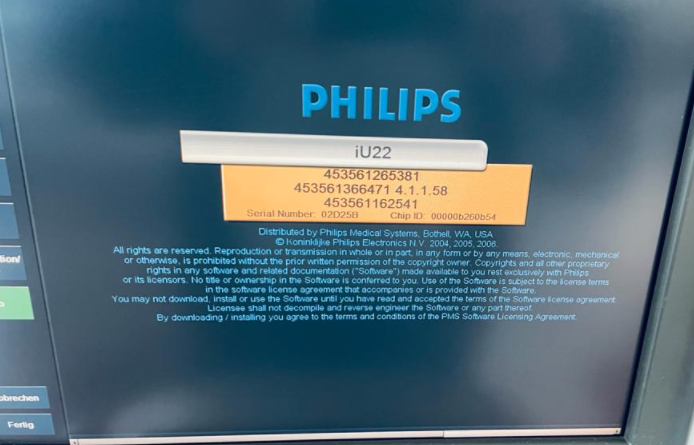 PHILIPS
iU22
453561265381
453561366471 4.1.1.58
453561162541
Serial Number: 02D25B Chip ID: 00000b260b54
Distributed by Philips Medical Systems, Bothell, WA, USA
© Koninklijke Philips Electronics N.V. 2004, 2005, 2006.
All rights are reserved. Reproduction or transmission in whole or in part, in any form or by any means, electronic, mechanical
or otherwise, is prohibited without the prior written permission of the copyright owner. Copyrights and all other proprietary
rights in any software and related documentation ("Software") made available to you rest exclusively with Philips
or its licensors. No title or ownership in the Software is conferred to you. Use of the Software is subject to the license terms
in the software license agreement that accompanies or is provided with the Software.
You may not download, install or use the Software until you have read and accepted the terms of the Software license agreement.
Licensee shall not decompile and reverse engineer the Software or any part thereof.
By downloading / installing you agree to the terms and conditions of the PMS Software Licensing Agreement.
Fertig